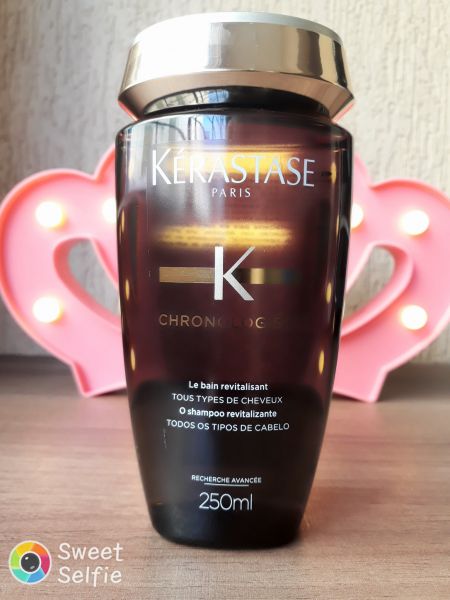 KÉRASTASE
PARIS
K
CHRONOLOGISTE
Le bain revitalisant
TOUS TYPES DE CHEVEUX
O shampoo revitalizante
TODOS OS TIPOS DE CABELO
RECHERCHE AVANCÉE
250ml
Sweet
Selfie